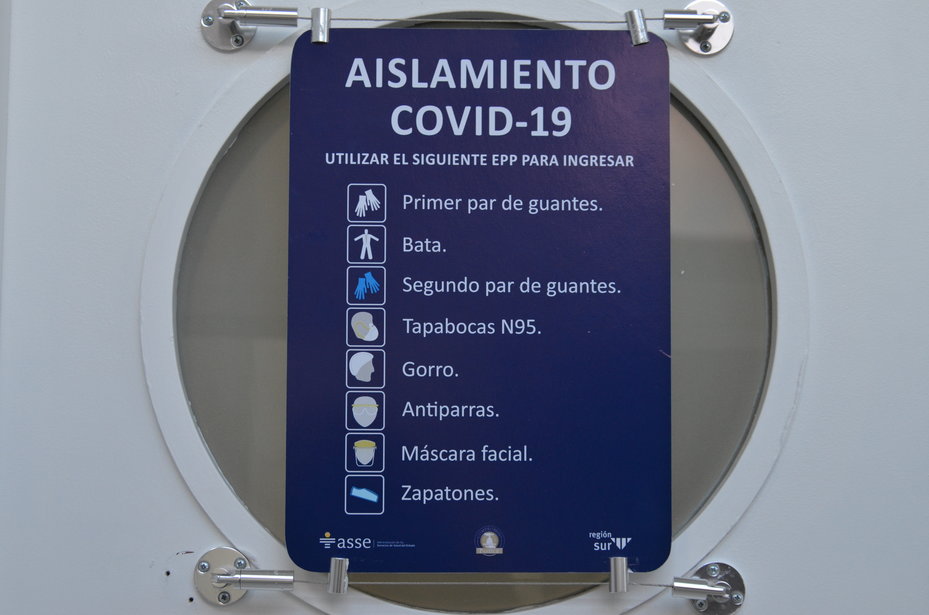 AISLAMIENTO
COVID-19
UTILIZAR EL SIGUIENTE EPP PARA INGRESAR
Primer par de guantes.
Bata.
Segundo par de guantes.
Tapabocas N95.
Gorro.
Antiparras.
Máscara facial.
Zapatones.
asse
región
sur